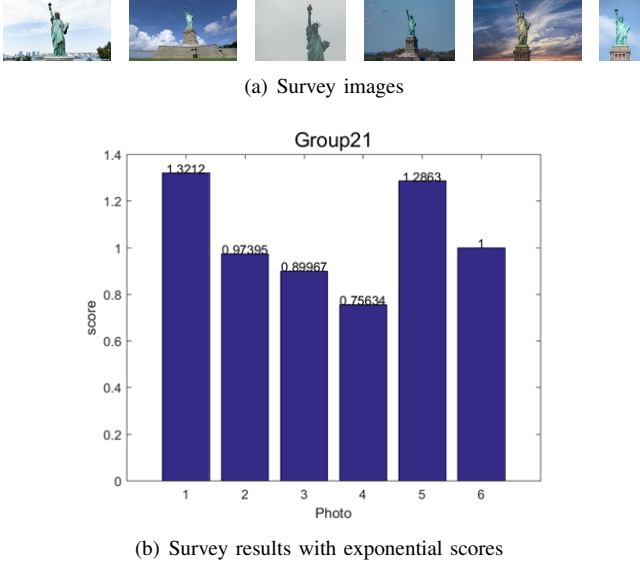 (a) Survey images
Group21
1.4
1.2
1
0.8
0.6
0.4
0.2
0
score
1.3212
0.97395
0.89967
0.75634
1.2863
1
1 2 3 4 5 6
Photo
(b) Survey results with exponential scores